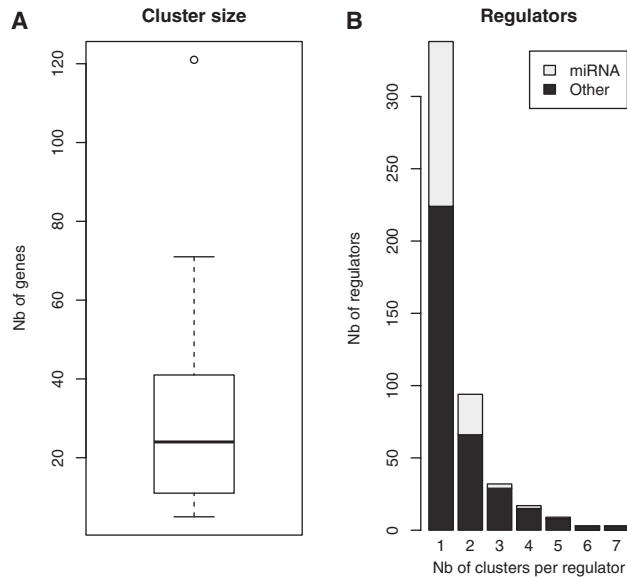 A
Cluster size
Nb of genes
120
100
80
60
40
20
B
Regulators
miRNA
Other
Nb of regulators
300
250
200
150
100
50
0
1 2 3 4 5 6 7
Nb of clusters per regulator